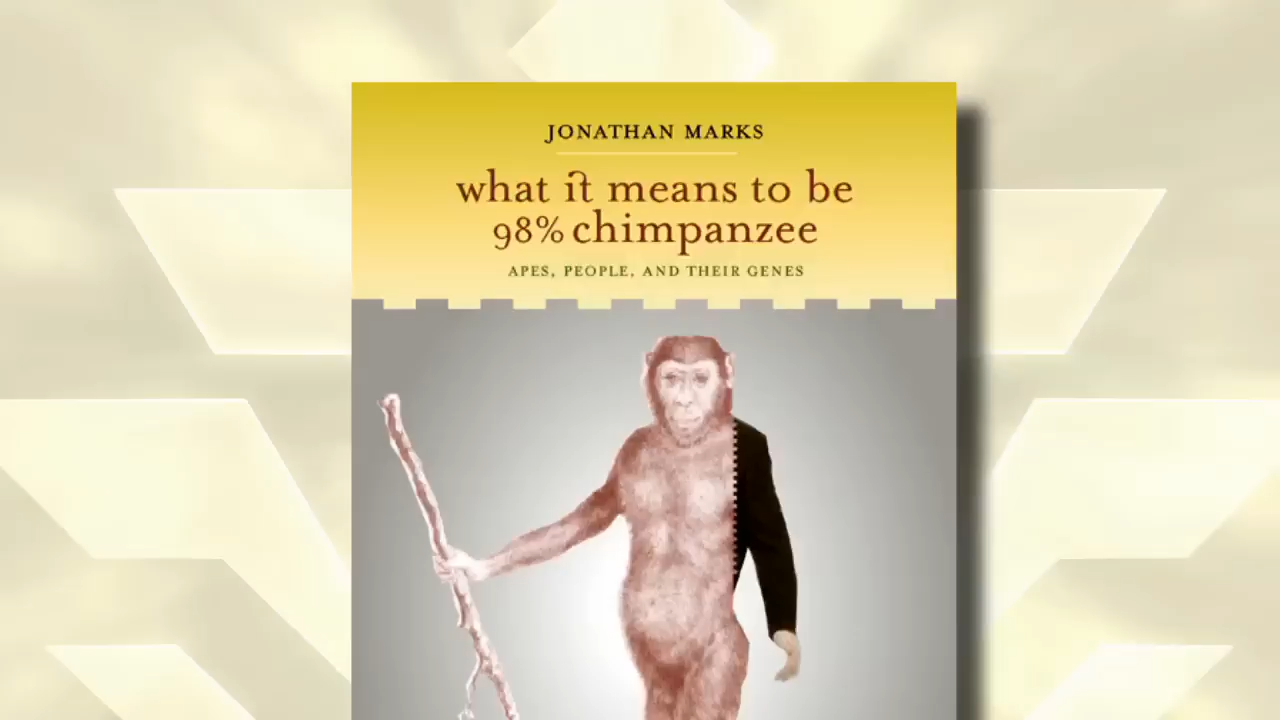 JONATHAN MARKS
what it means to be
98% chimpanzee
APES, PEOPLE, AND THEIR GENES